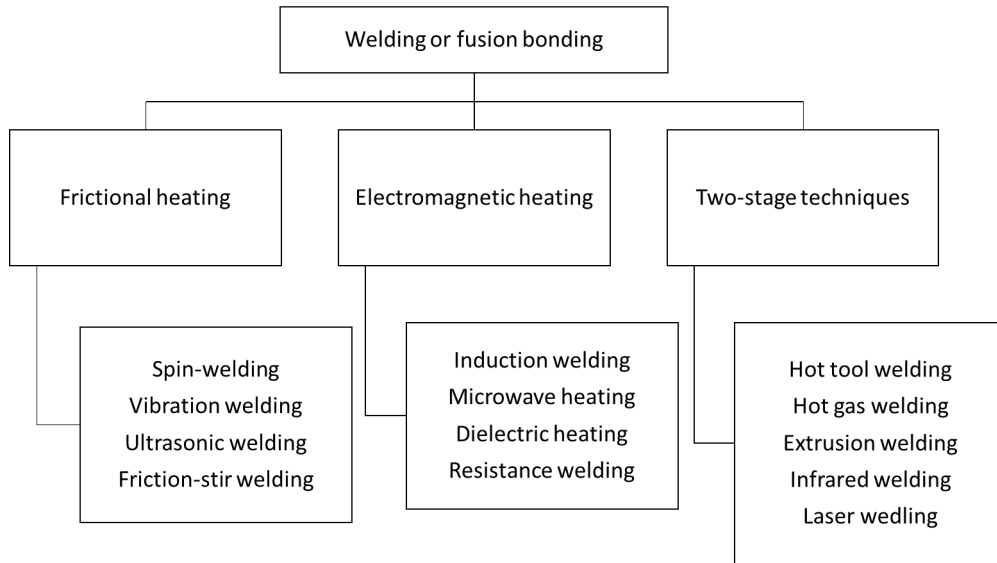 Welding or fusion bonding
Frictional heating
Electromagnetic heating
Two-stage techniques
Spin-welding
Vibration welding
Ultrasonic welding
Friction-stir welding
Induction welding
Microwave heating
Dielectric heating
Resistance welding
Hot tool welding
Hot gas welding
Extrusion welding
Infrared welding
Laser wedling